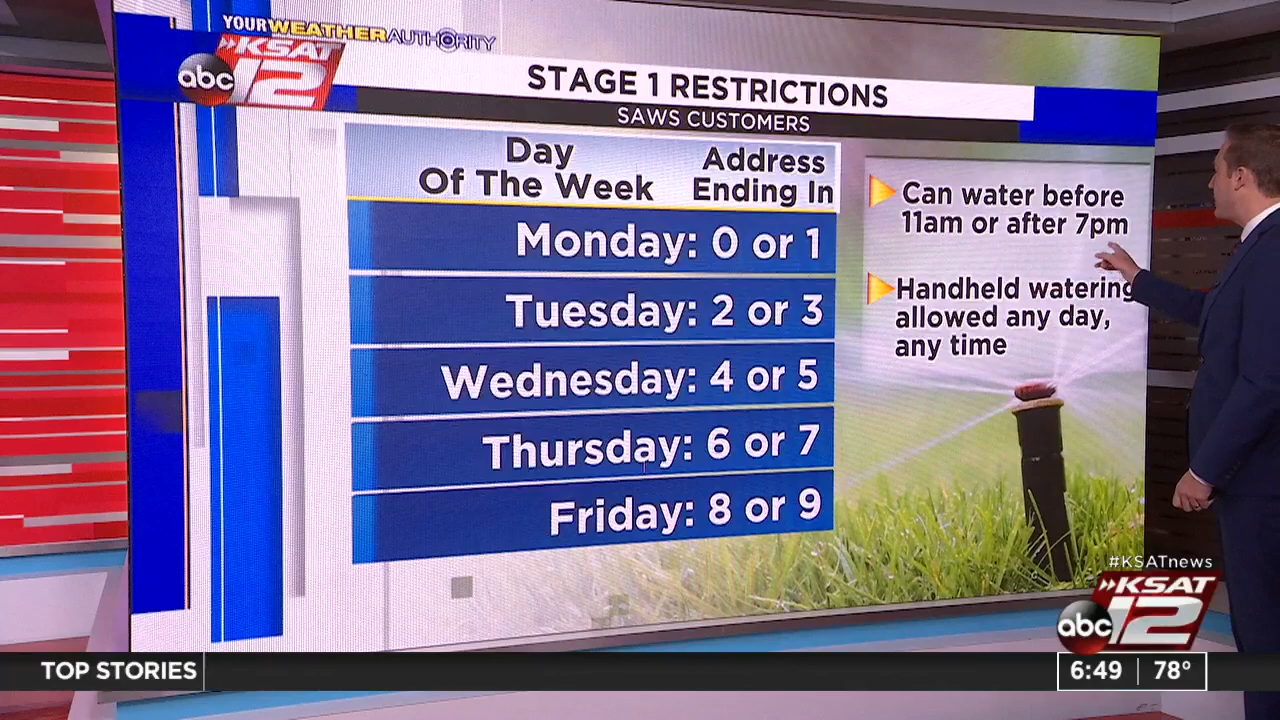 YOUR WEATHER AUTHORITY
KSAT
abc 12
STAGE 1 RESTRICTIONS
SAWS CUSTOMERS
Day Of The Week
Address Ending In
Monday: 0 or 1
Tuesday: 2 or 3
Wednesday: 4 or 5
Thursday: 6 or 7
Friday: 8 or 9
Can water before
11am or after 7pm
Handheld watering
allowed any day,
any time
#KSATnews
KSAT
abc 12
TOP STORIES
6:49 78°